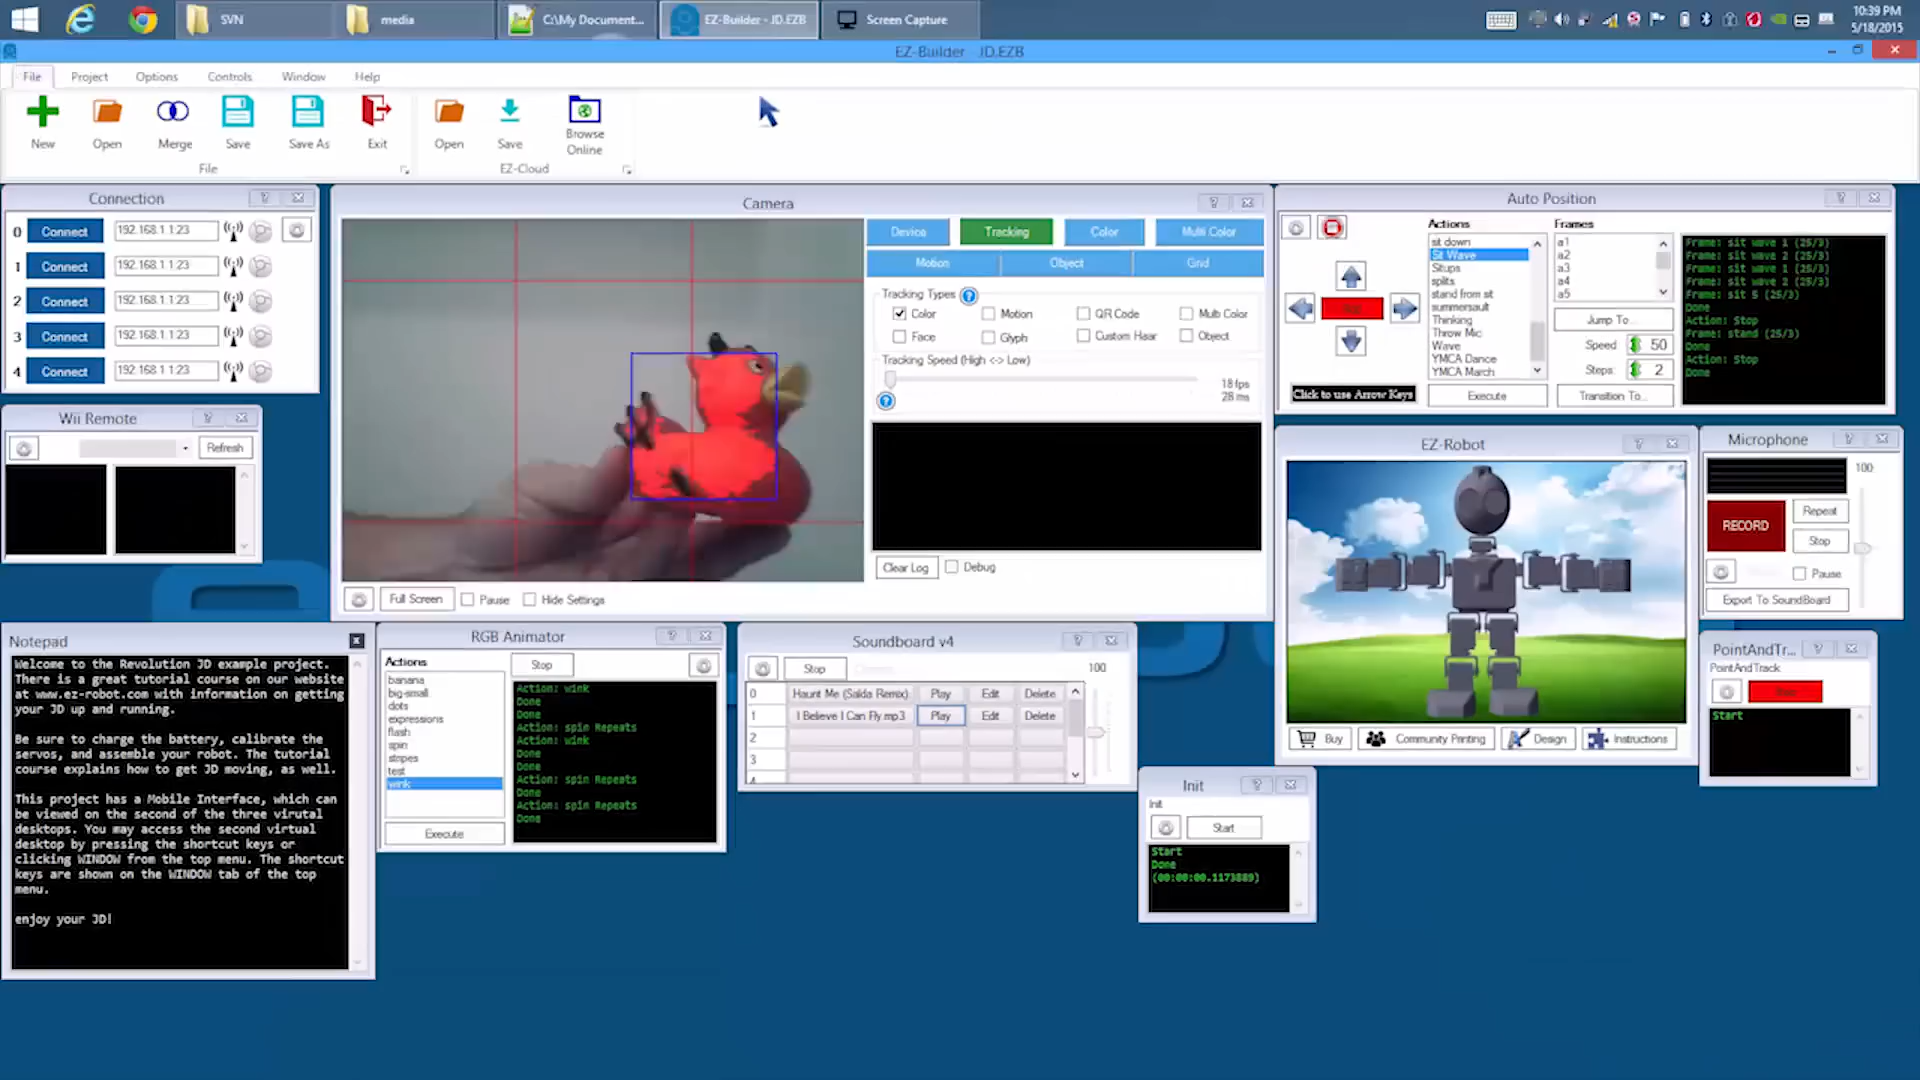 SVN
media
C:\My Document...
EZ-Builder - JD.EZB
Screen Capture
10:39 PM
5/18/2015
EZ-Builder - JD.EZB
File Project Options Controls Window Help
New Open Merge Save Save As Exit Open Save Browse Online
File EZ-Cloud
Connection
0 Connect 192.168.1.1:23
1 Connect 192.168.1.1:23
2 Connect 192.168.1.1:23
3 Connect 192.168.1.1:23
4 Connect 192.168.1.1:23
Wii Remote
Refresh
Camera
Device Tracking Color Multi Color
Motion Object Grid
Tracking Types
Color Motion QR Code Multi Color
Face Glyph Custom Haar Object
Tracking Speed (High <-> Low)
18 fps
28 ms
Clear Log Debug
Full Screen Pause Hide Settings
Auto Position
Actions
sit down
Sit Wave
Situps
splits
stand from sit
summersault
Thinking
Throw Mic
Wave
YMCA Dance
YMCA March
Execute
Click to use Arrow Keys
Frames
a1
a2
a3
a4
a5
Jump To...
Speed: 50
Steps: 2
Transition To...
Frame: sit wave 1 (25/3)
Frame: sit wave 2 (25/3)
Frame: sit wave 1 (25/3)
Frame: sit wave 2 (25/3)
Frame: sit 5 (25/3)
Done
Action: Stop
Frame: stand (25/3)
Done
Action: Stop
Done
EZ-Robot
Buy Community Printing Design Instructions
Microphone
100
RECORD
Repeat
Stop
Pause
Export To SoundBoard
PointAndTr...
PointAndTrack
Start
Notepad
Welcome to the Revolution JD example project.
There is a great tutorial course on our website
at www.ez-robot.com with information on getting
your JD up and running.
Be sure to charge the battery, calibrate the
servos, and assemble your robot. The tutorial
course explains how to get JD moving, as well.
This project has a Mobile Interface, which can
be viewed on the second of the three virutal
desktops. You may access the second virtual
desktop by pressing the shortcut keys or
clicking WINDOW from the top menu. The shortcut
keys are shown on the WINDOW tab of the top
menu.
enjoy your JD!
RGB Animator
Actions
banana
big-small
dots
expressions
flash
spin
stripes
test
wink
Execute
Stop
Action: wink
Done
Done
Action: spin Repeats
Action: wink
Done
Done
Action: spin Repeats
Done
Action: spin Repeats
Done
Soundboard v4
Stop
100
0 Haunt Me (Salda Remix) Play Edit Delete
1 I Believe I Can Fly.mp3 Play Edit Delete
2
3
4
Init
Init
Start
Start
Done
(00:00:00.1173889)